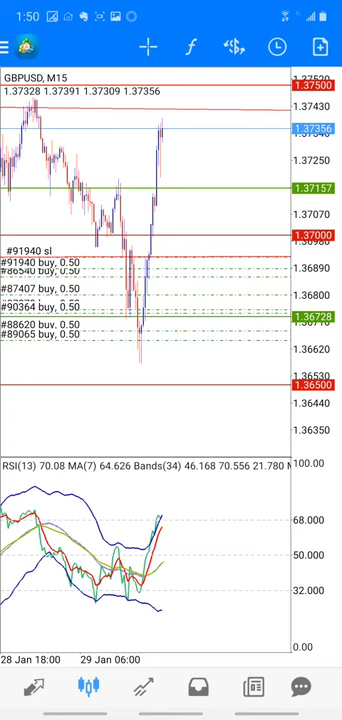 1:50
GBPUSD, M15
1.37328 1.37391 1.37309 1.37356
1.37520
1.37500
1.37430
1.37356
1.37250
1.37157
1.37070
1.37000
1.36980
#91940 sl
#91940 buy, 0.50
#86540 buy, 0.50
1.36890
#87407 buy, 0.50
1.36800
#90364 buy, 0.50
1.36728
#88620 buy, 0.50
#89065 buy, 0.50
1.36620
1.36530
1.36500
1.36440
1.36350
RSI(13) 70.08 MA(7) 64.626 Bands(34) 46.168 70.556 21.780 M
100.00
68.000
50.000
32.000
0.00
28 Jan 18:00 29 Jan 06:00